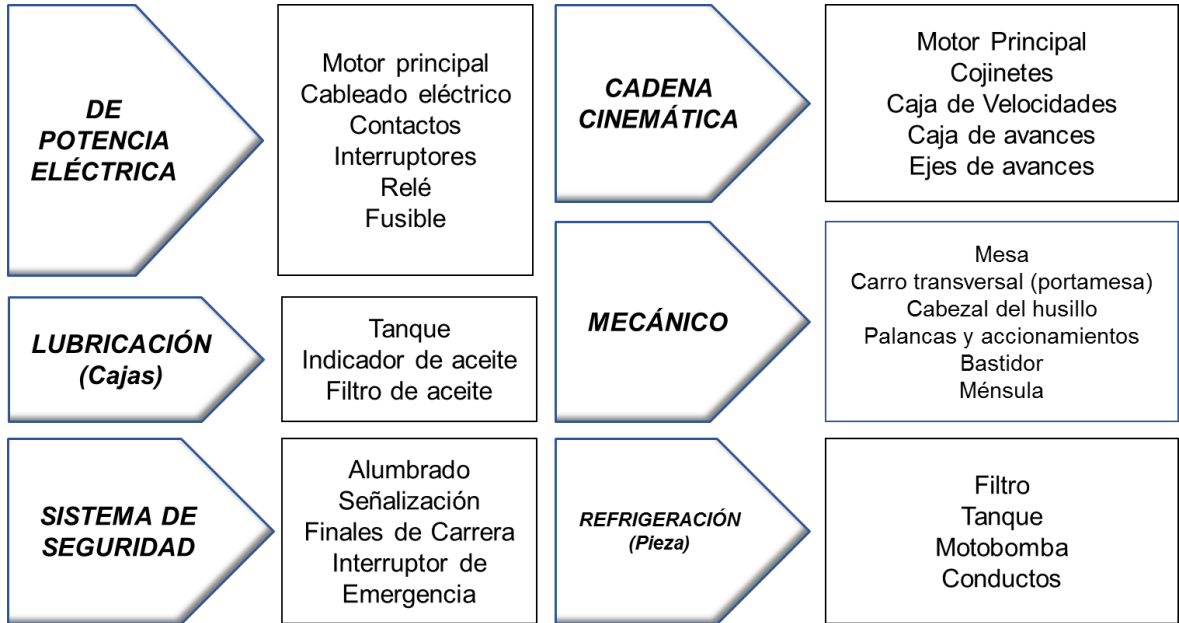 DE
POTENCIA
ELÉCTRICA
Motor principal
Cableado eléctrico
Contactos
Interruptores
Relé
Fusible
LUBRICACIÓN
(Cajas)
Tanque
Indicador de aceite
Filtro de aceite
SISTEMA DE
SEGURIDAD
Alumbrado
Señalización
Finales de Carrera
Interruptor de
Emergencia
CADENA
CINEMÁTICA
Motor Principal
Cojinetes
Caja de Velocidades
Caja de avances
Ejes de avances
MECÁNICO
Mesa
Carro transversal (portamesa)
Cabezal del husillo
Palancas y accionamientos
Bastidor
Ménsula
REFRIGERACIÓN
(Pieza)
Filtro
Tanque
Motobomba
Conductos